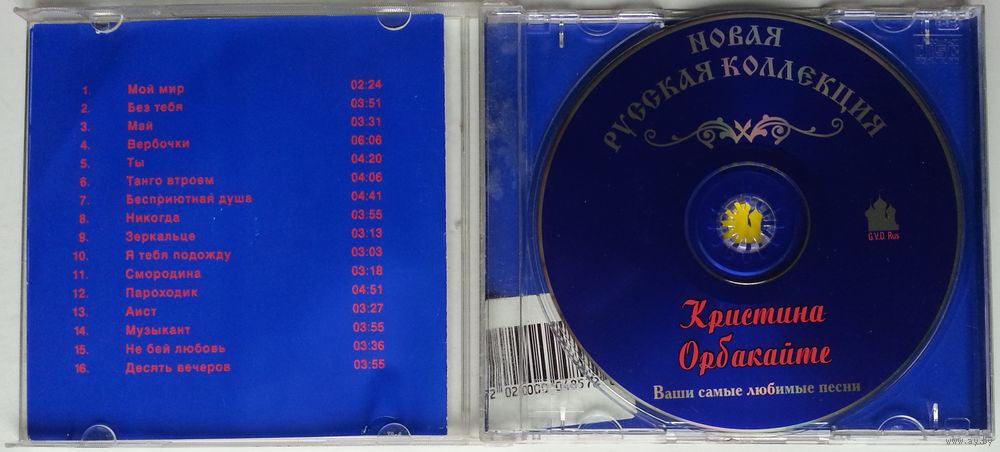 1. Мой мир 02:24
2. Без тебя 03:51
3. Май 03:31
4. Вербочки 06:06
5. Ты 04:20
6. Танго втроем 04:06
7. Бесприютная душа 04:41
8. Никогда 03:55
9. Зеркальце 03:13
10. Я тебя подожду 03:03
11. Смородина 03:18
12. Пароходик 04:51
13. Аист 03:27
14. Музыкант 03:55
15. Не бей любовь 03:36
16. Десять вечеров 03:55
НОВАЯ
РУССКАЯ КОЛЛЕКЦИЯ
G.V.D. Rus
Кристина
Орбакайте
Ваши самые любимые песни
www.ay.by